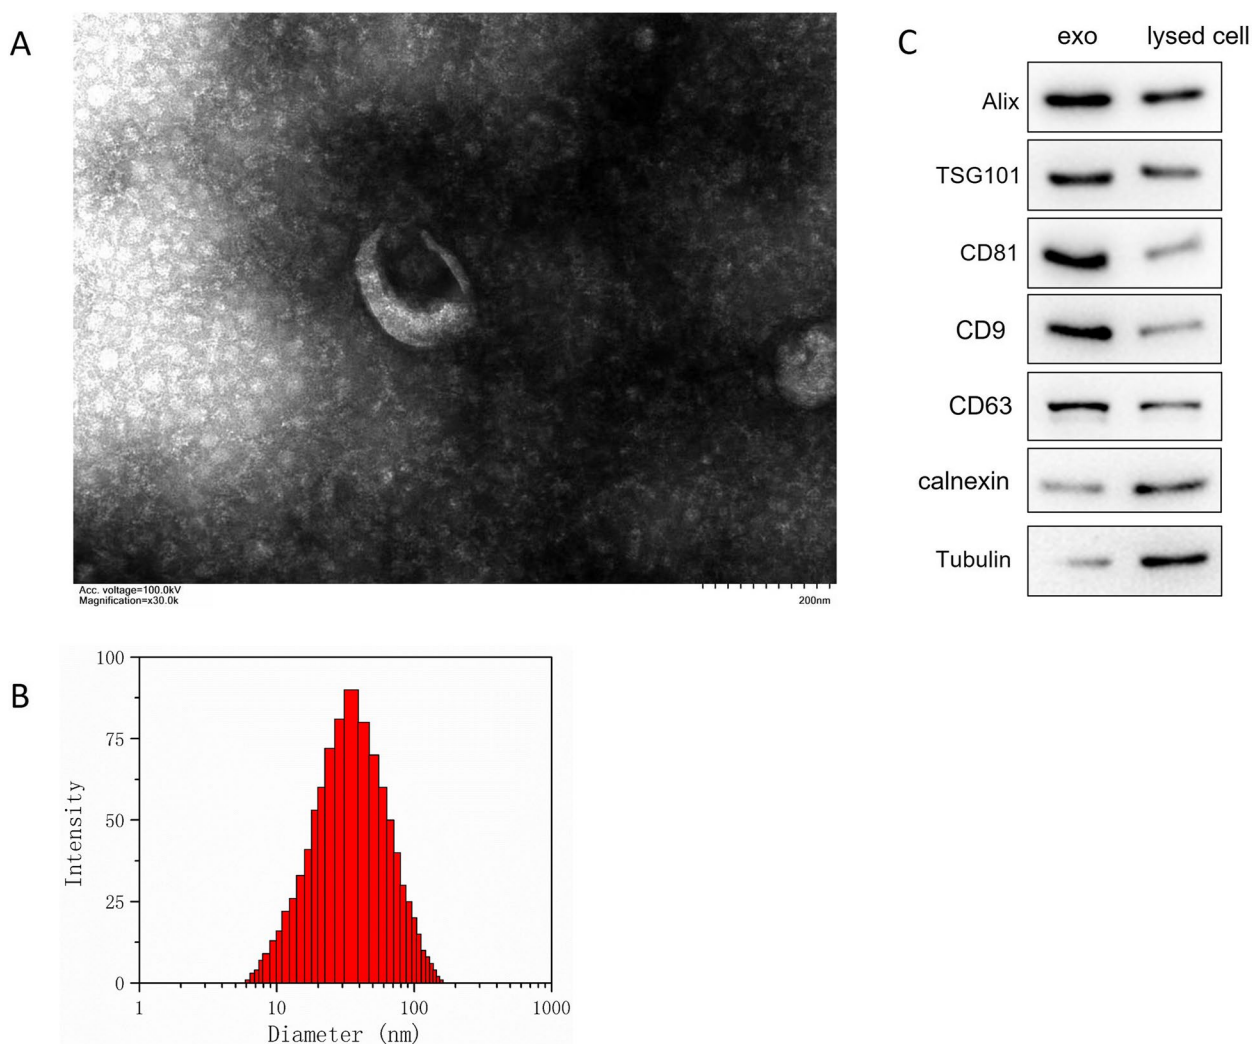 A
Acc. voltage=100.0kV
Magnification=x30.0k
200nm
B
100
75
50
25
0
Intensity
1 10 100 1000
Diameter (nm)
C
exo lysed cell
Alix
TSG101
CD81
CD9
CD63
calnexin
Tubulin